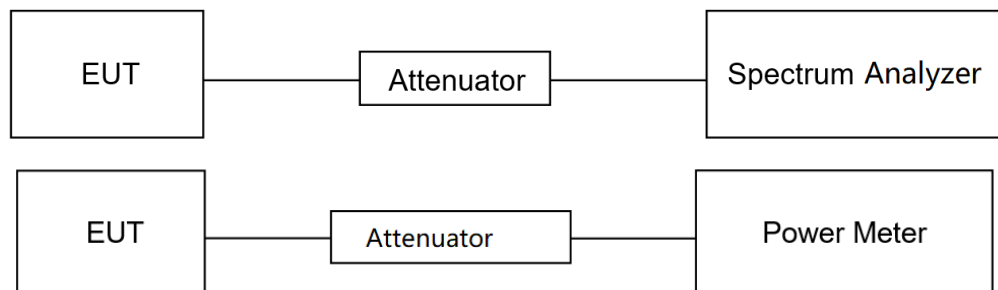 EUT
Attenuator
Spectrum Analyzer
EUT
Attenuator
Power Meter